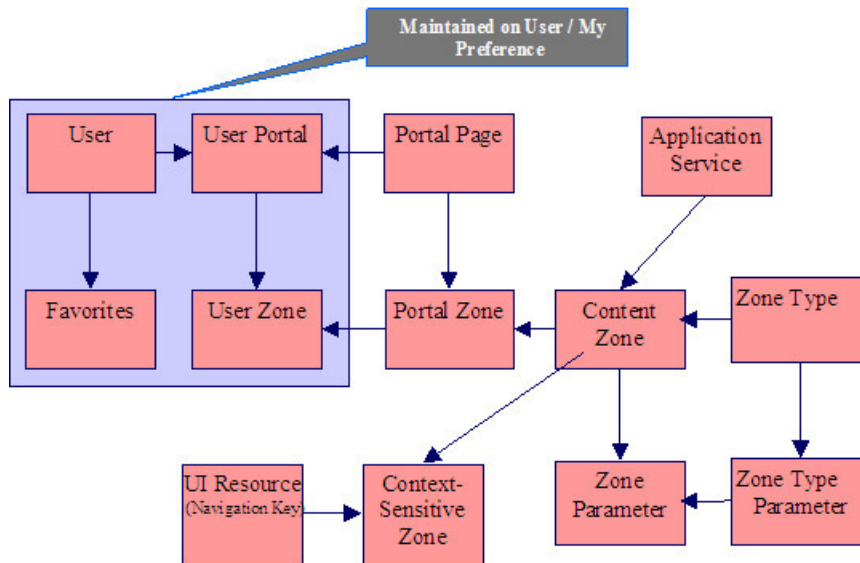 Maintained on User / My
Preference
User
User Portal
Portal Page
Application
Service
Favorites
User Zone
Portal Zone
Content
Zone
Zone Type
UI Resource
(Navigation Key)
Context-
Sensitive
Zone
Zone
Parameter
Zone Type
Parameter